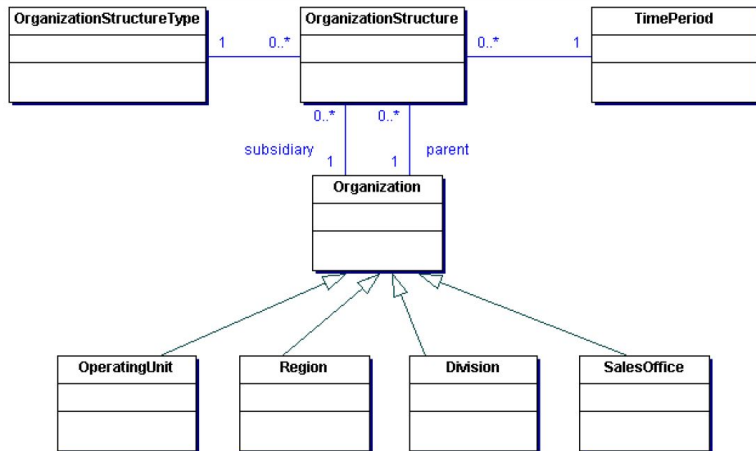 OrganizationStructureType
OrganizationStructure
TimePeriod
1
0..*
0..*
1
0..*
0..*
subsidiary
parent
1
1
Organization
OperatingUnit
Region
Division
SalesOffice